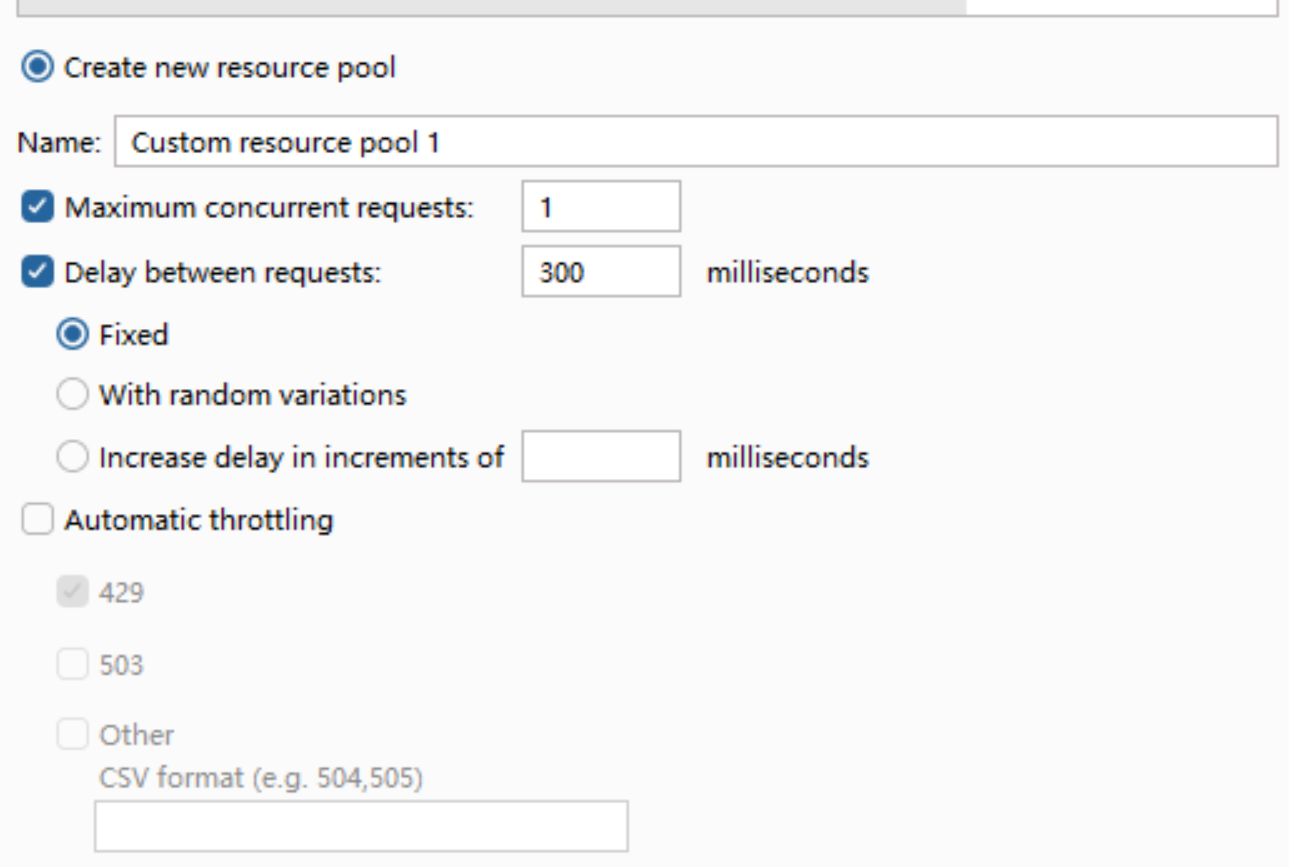 Create new resource pool
Name: Custom resource pool 1
Maximum concurrent requests: 1
Delay between requests: 300 milliseconds
Fixed
With random variations
Increase delay in increments of milliseconds
Automatic throttling
429
503
Other
CSV format (e.g. 504,505)